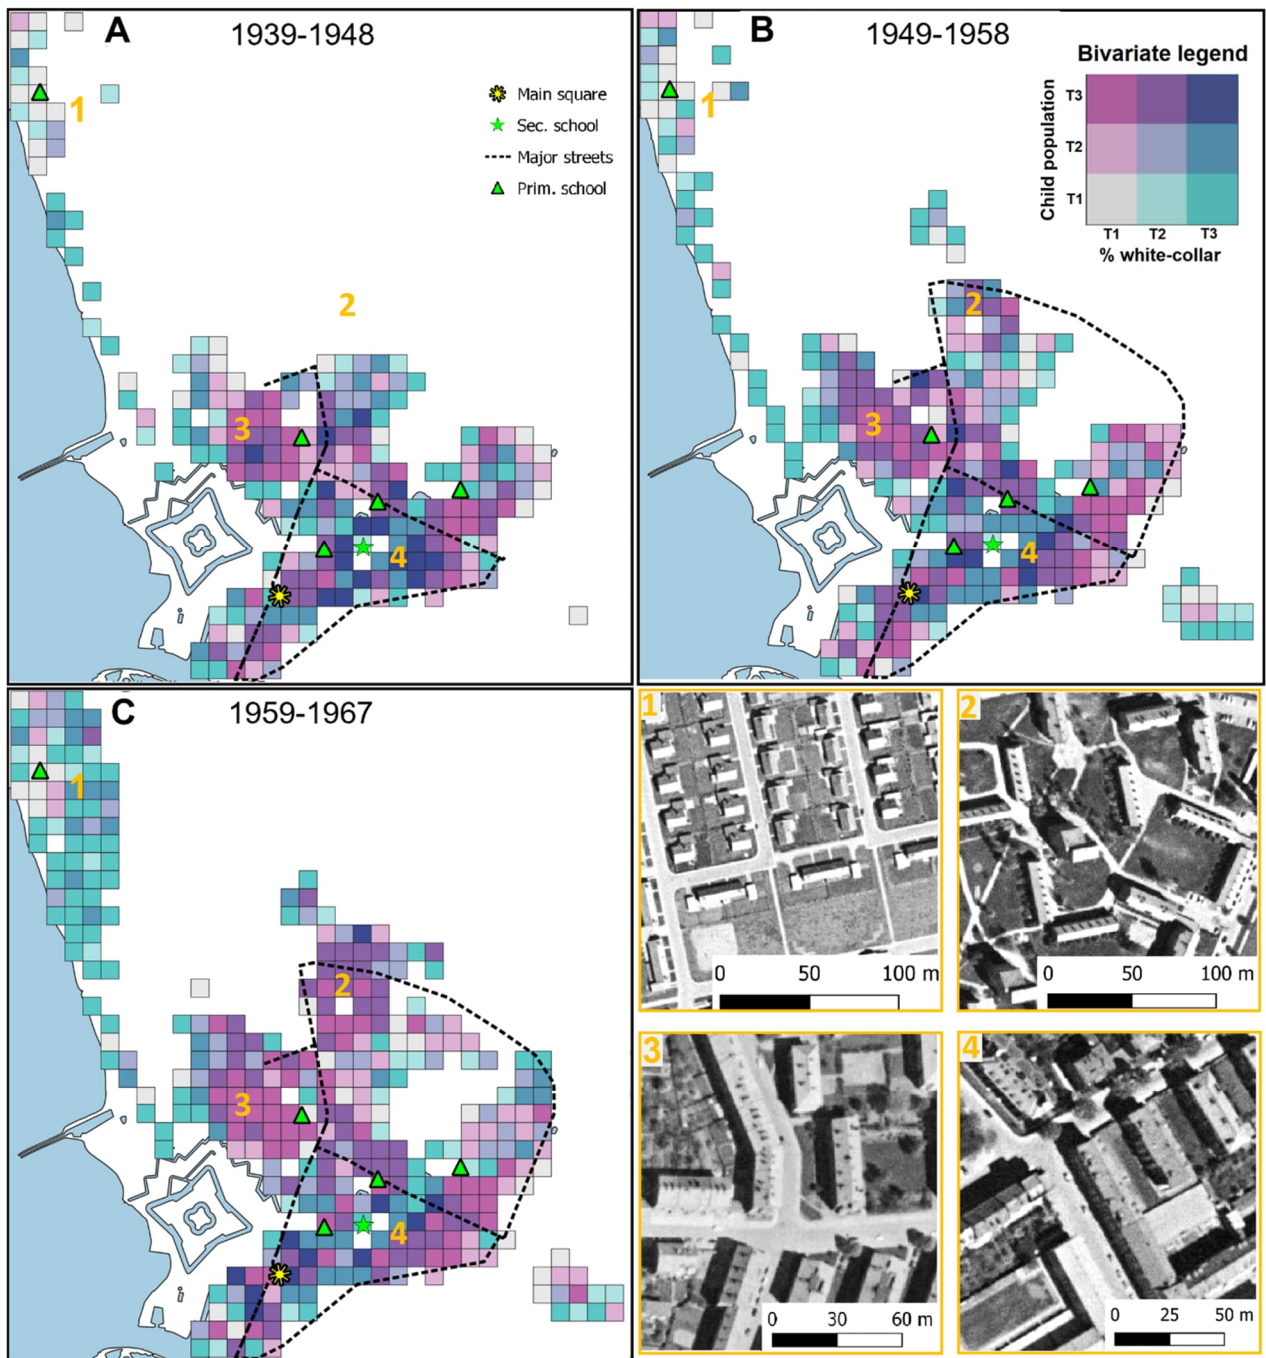 A
1939-1948
Main square
Sec. school
Major streets
Prim. school
1
2
3
4
B
1949-1958
Bivariate legend
Child population
T3
T2
T1
T1 T2 T3
% white-collar
1
2
3
4
C
1959-1967
1
2
3
4
1
0 50 100 m
2
0 50 100 m
3
0 30 60 m
4
0 25 50 m